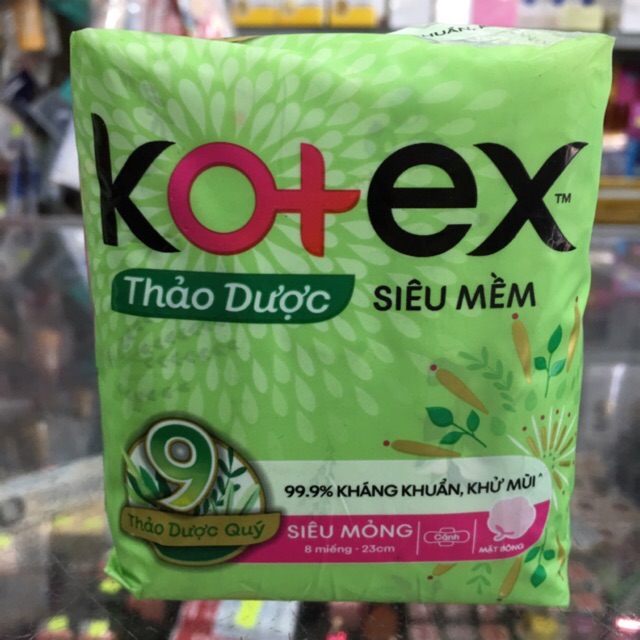 KHUẨN,
kotex™
Thảo Dược
SIÊU MỀM
9
Thảo Dược Quý
99.9% KHÁNG KHUẨN, KHỬ MÙI^
SIÊU MỎNG
8 miếng - 23cm
Cánh
MẶT BÔNG